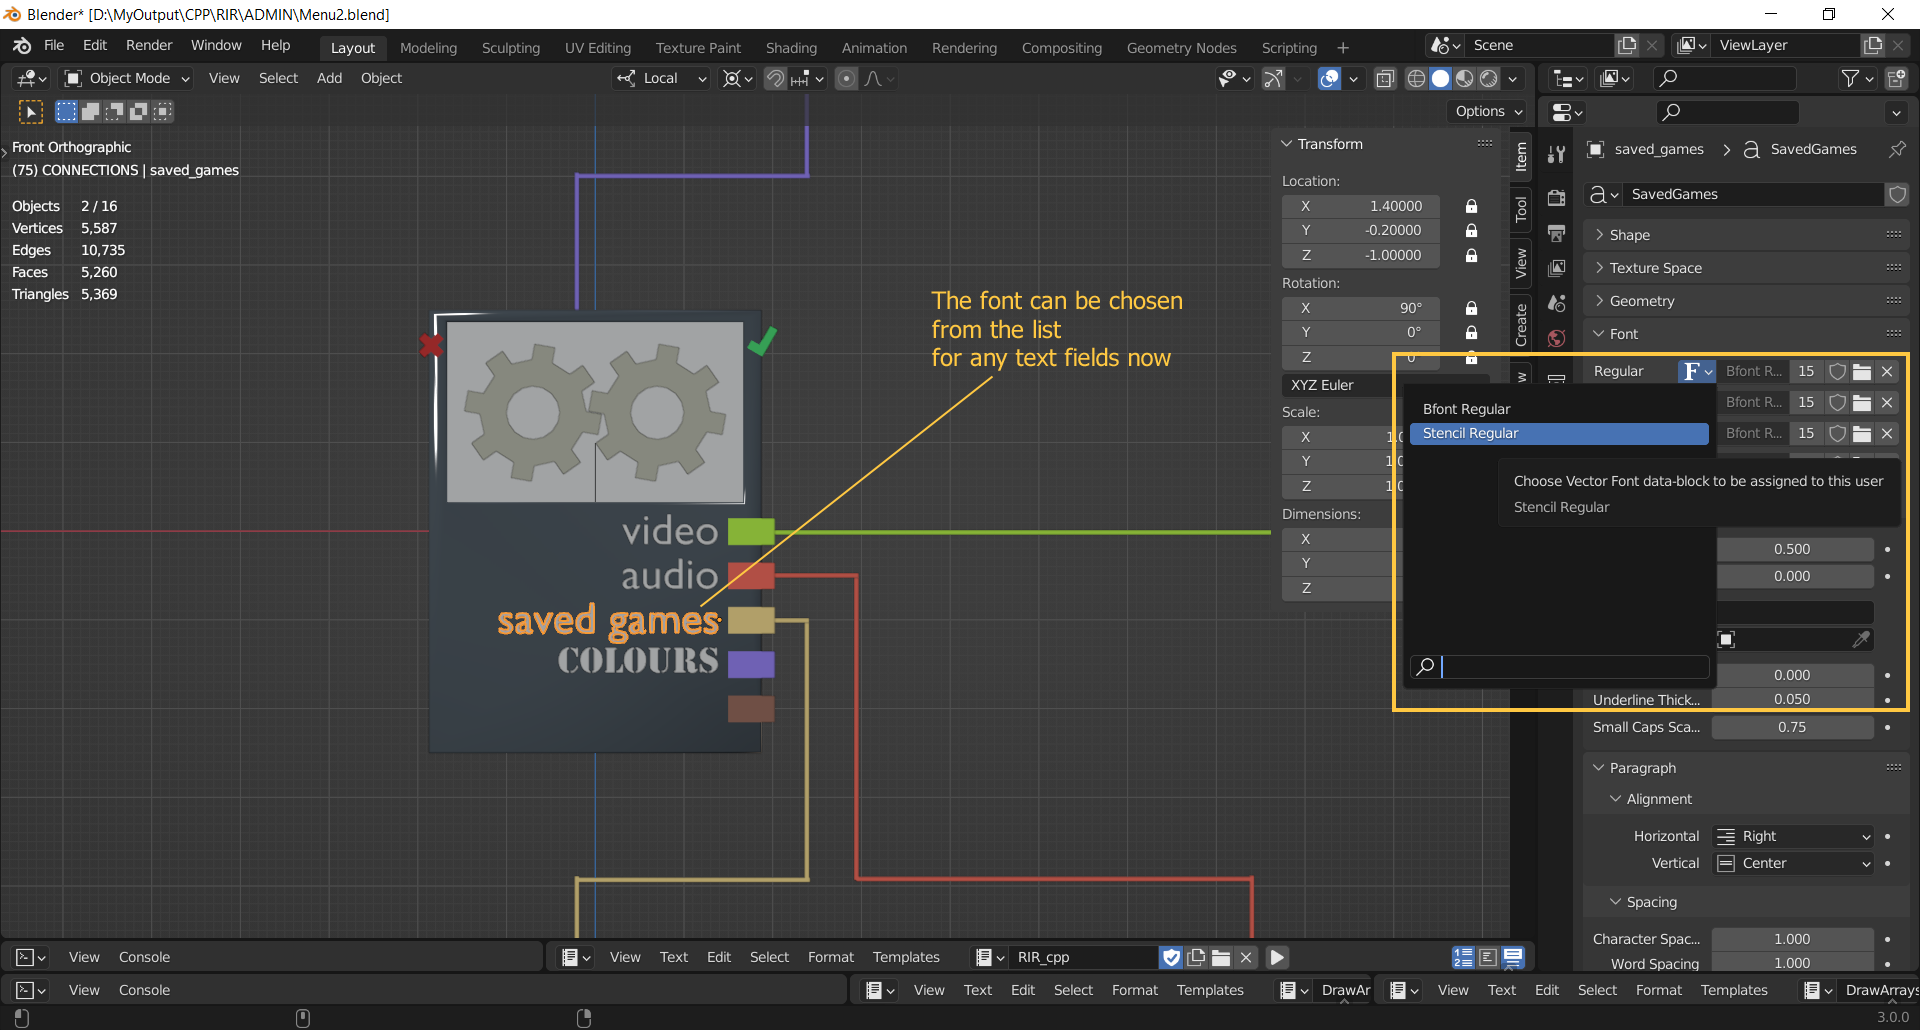 Blender* [D:\MyOutput\CPP\RIR\ADMIN\Menu2.blend]
File Edit Render Window Help Layout Modeling Sculpting UV Editing Texture Paint Shading Animation Rendering Compositing Geometry Nodes Scripting + Scene ViewLayer
Object Mode View Select Add Object Local
Options
Front Orthographic
(75) CONNECTIONS | saved_games
Objects 2 / 16
Vertices 5,587
Edges 10,735
Faces 5,260
Triangles 5,369
The font can be chosen
from the list
for any text fields now
video
audio
saved games
COLOURS
Transform
Location:
X 1.40000
Y -0.20000
Z -1.00000
Rotation:
X 90°
Y 0°
Z 0°
XYZ Euler
Scale:
X 1.0
Y 1.0
Z 1.0
Dimensions:
X
Y
Z
Item
Tool
View
Create
saved_games > SavedGames
SavedGames
Shape
Texture Space
Geometry
Font
Regular F Bfont R... 15
Bfont R... 15
Bfont R... 15
Bfont Regular
Stencil Regular
Choose Vector Font data-block to be assigned to this user
Stencil Regular
0.500
0.000
0.000
Underline Thick... 0.050
Small Caps Sca... 0.75
Paragraph
Alignment
Horizontal Right
Vertical Center
Spacing
Character Spac... 1.000
Word Spacing 1.000
View Console View Text Edit Select Format Templates RIR_cpp
View Console View Text Edit Select Format Templates DrawAr View Text Edit Select Format Templates DrawArrays
3.0.0